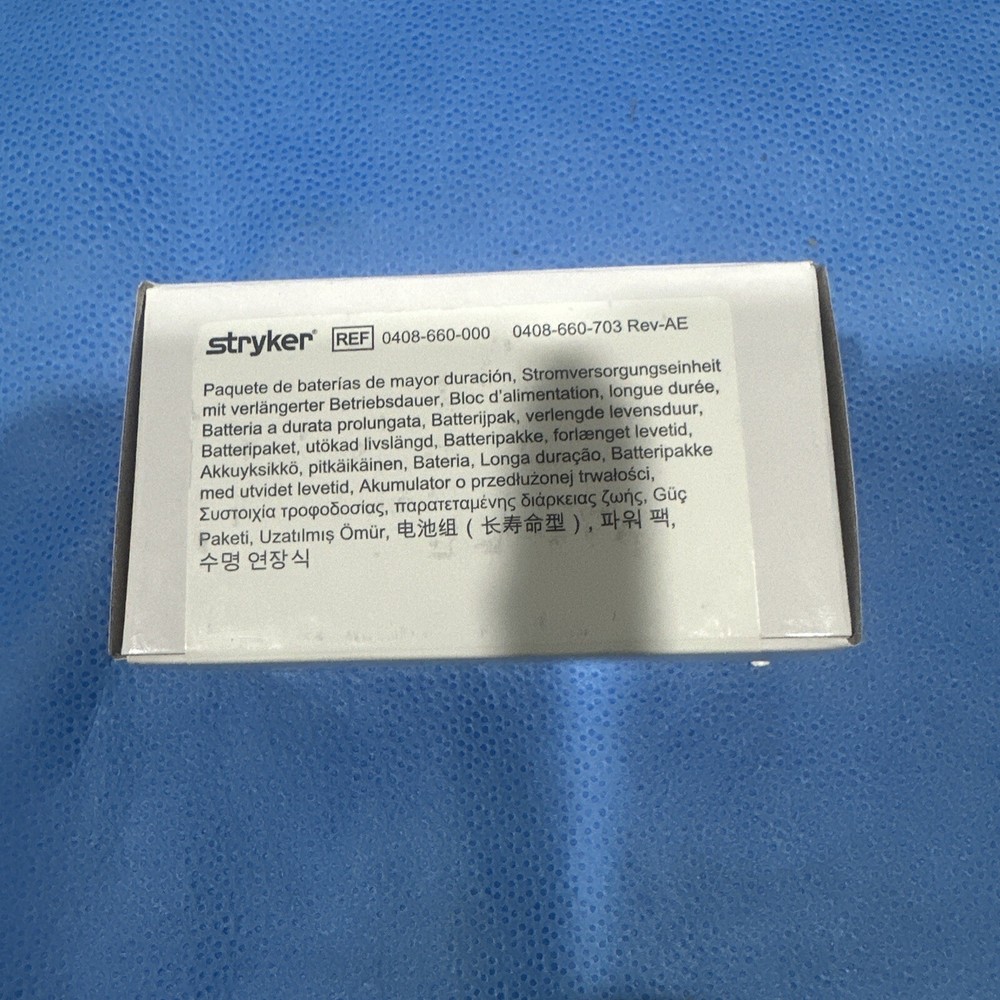 stryker® REF 0408-660-000 0408-660-703 Rev-AE
Paquete de baterías de mayor duración, Stromversorgungseinheit
mit verlängerter Betriebsdauer, Bloc d'alimentation, longue durée,
Batteria a durata prolungata, Batterijpak, verlengde levensduur,
Batteripaket, utökad livslängd, Batteripakke, forlænget levetid,
Akkuyksikkö, pitkäikäinen, Bateria, Longa duração, Batteripakke
med utvidet levetid, Akumulator o przedłużonej trwałości,
Συστοιχία τροφοδοσίας, παρατεταμένης διάρκειας ζωής, Güç
Paketi, Uzatılmış Ömür, 电池组 ( 长寿命型 ) , 파워 팩,
수명 연장식